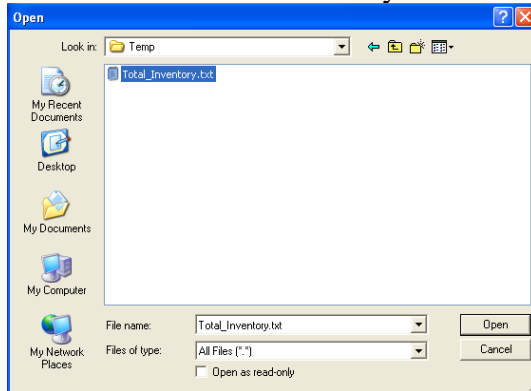 Open
Look in:
Temp
Total_Inventory.txt
My Recent
Documents
Desktop
My Documents
My Computer
My Network
Places
File name:
Total_Inventory.txt
Open
Files of type:
All Files (*.*)
Cancel
Open as read-only